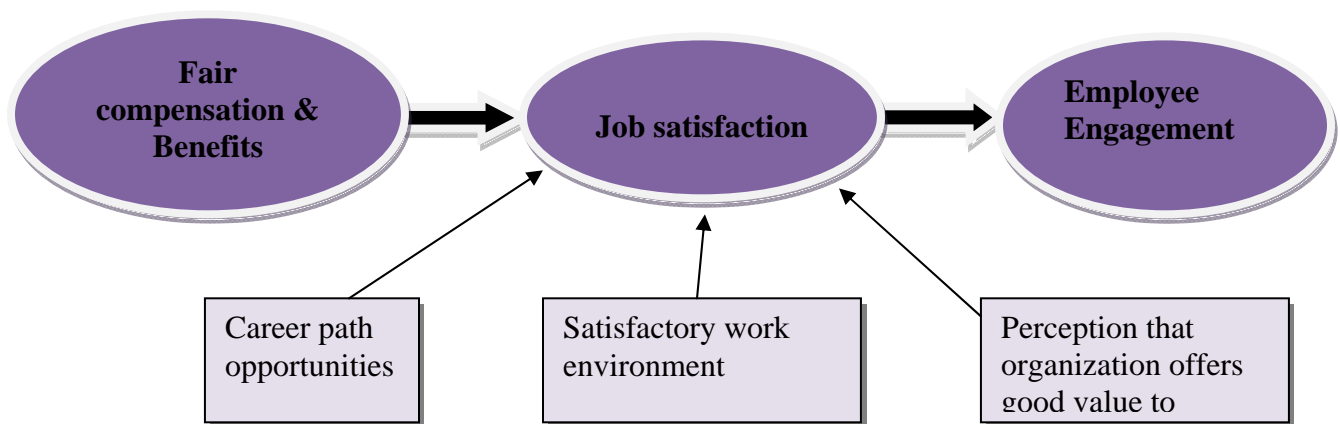 Fair
compensation &
Benefits
Job satisfaction
Employee
Engagement
Career path
opportunities
Satisfactory work
environment
Perception that
organization offers
good value to